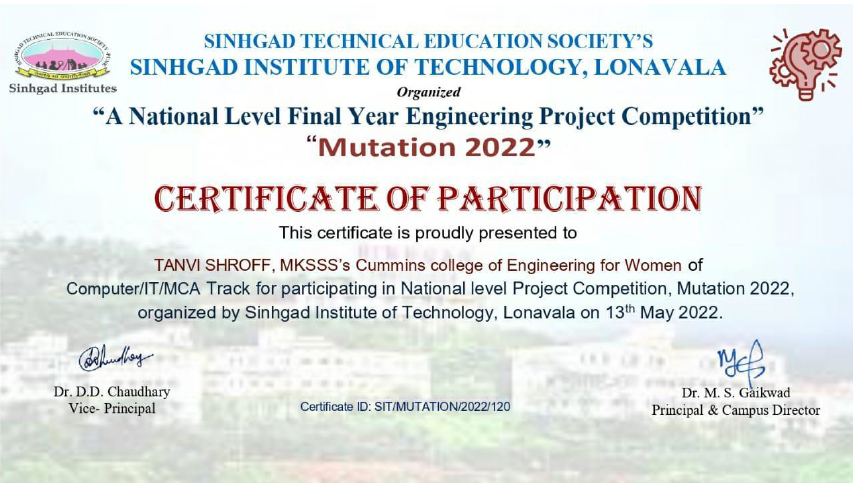 SINHGAD TECHNICAL EDUCATION SOCIETY'S
SINHGAD INSTITUTE OF TECHNOLOGY, LONAVALA
Sinhgad Institutes
Organized
“A National Level Final Year Engineering Project Competition”
“Mutation 2022”
CERTIFICATE OF PARTICIPATION
This certificate is proudly presented to
TANVI SHROFF, MKSSS's Cummins college of Engineering for Women of
Computer/IT/MCA Track for participating in National level Project Competition, Mutation 2022,
organized by Sinhgad Institute of Technology, Lonavala on 13th May 2022.
Dr. D.D. Chaudhary
Vice- Principal
Certificate ID: SIT/MUTATION/2022/120
Dr. M. S. Gaikwad
Principal & Campus Director